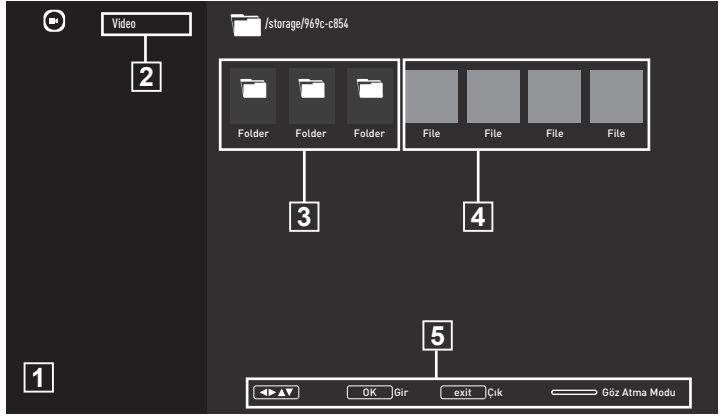 Video
/storage/969c-c854
2
Folder Folder Folder File File File File
3 4
5
1
OK Gir exit Çık Göz Atma Modu